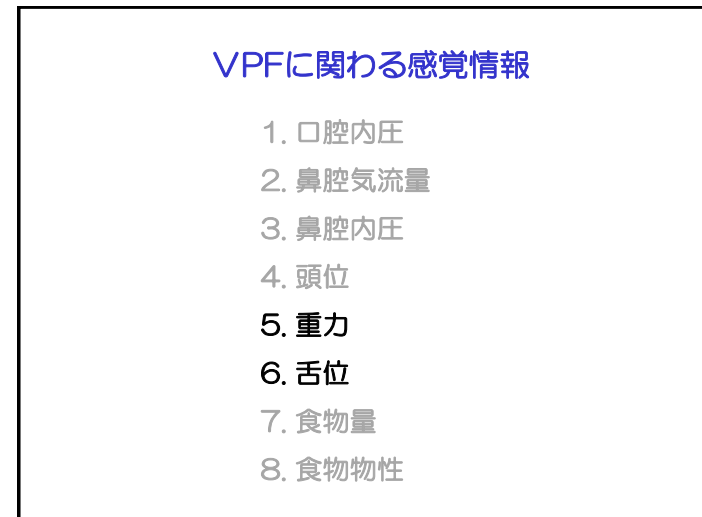 VPFに関わる感覚情報
1. 口腔内圧
2. 鼻腔気流量
3. 鼻腔内圧
4. 頭位
5. 重力
6. 舌位
7. 食物量
8. 食物物性